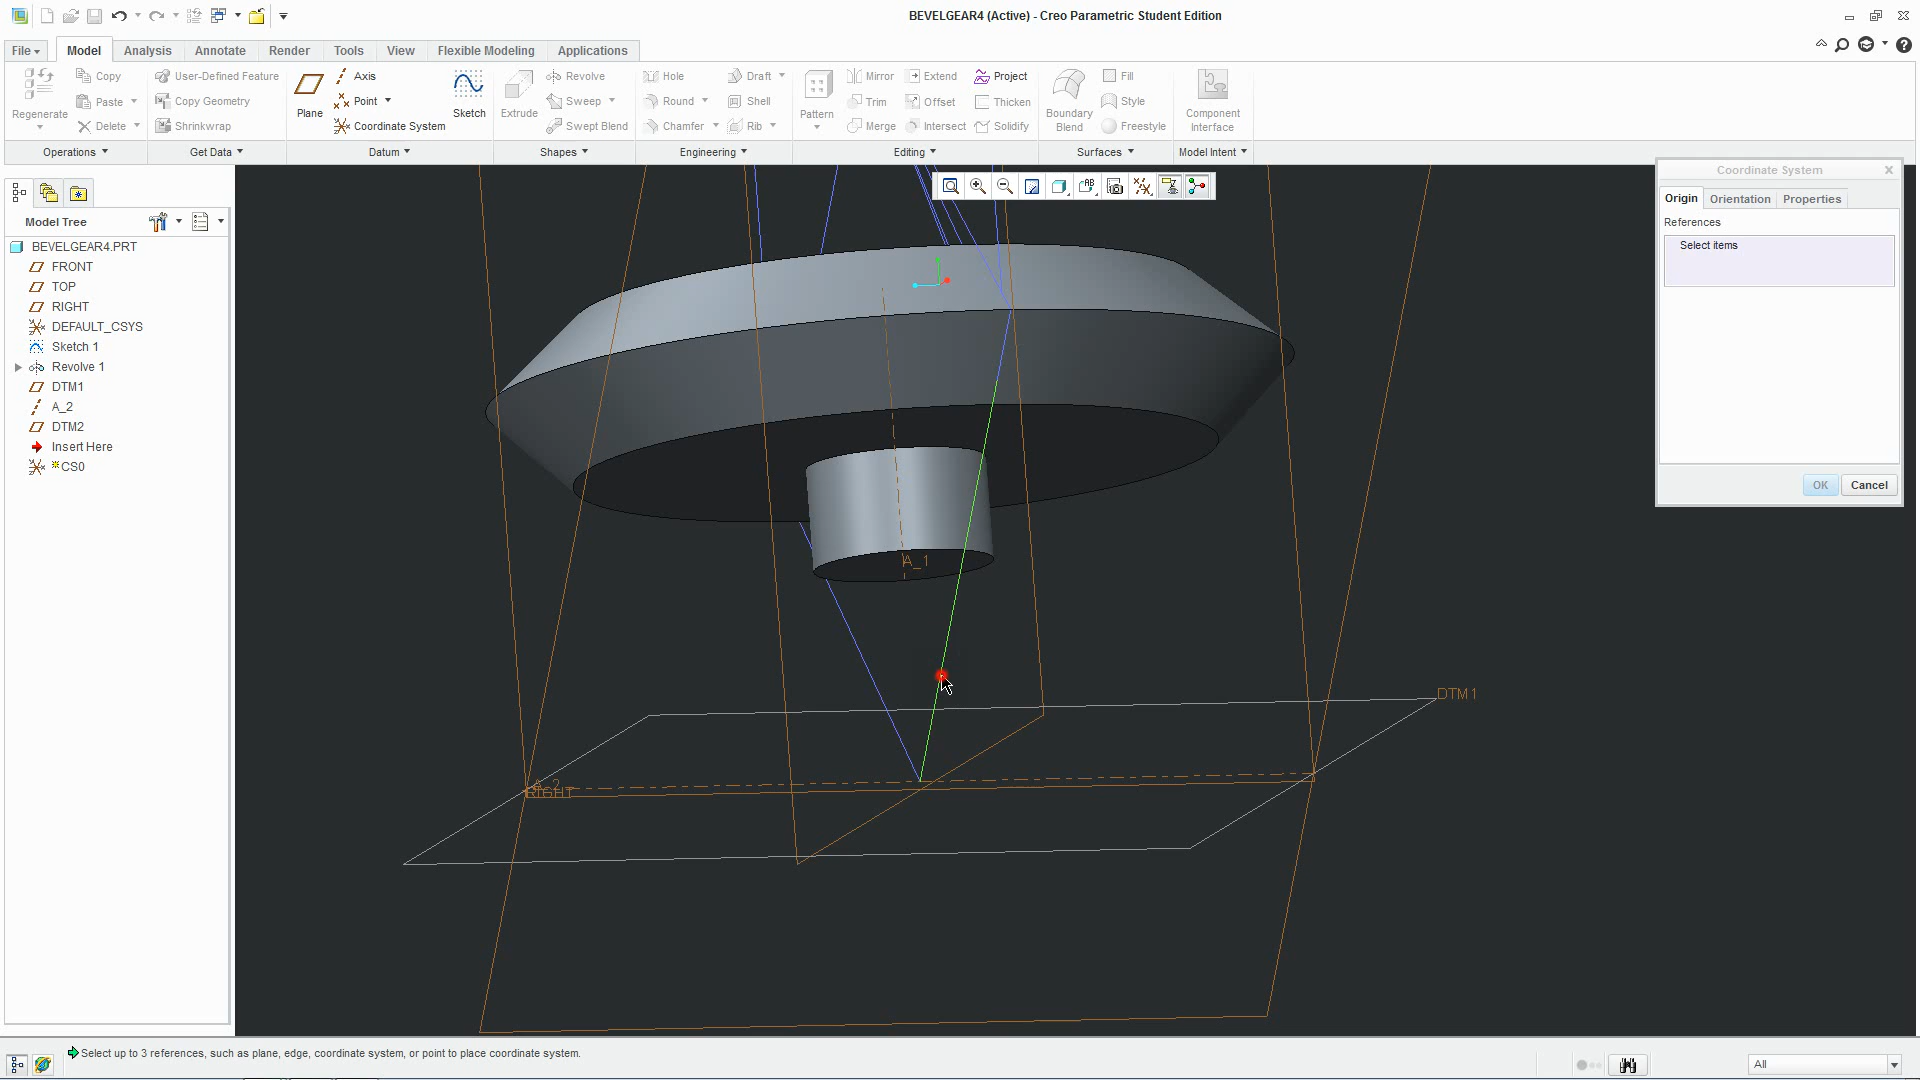 BEVELGEAR4 (Active) - Creo Parametric Student Edition
File Model Analysis Annotate Render Tools View Flexible Modeling Applications
Regenerate
Copy
Paste
Delete
User-Defined Feature
Copy Geometry
Shrinkwrap
Plane
Axis
Point
Coordinate System
Sketch
Extrude
Revolve
Sweep
Swept Blend
Hole
Round
Chamfer
Draft
Shell
Rib
Pattern
Mirror
Trim
Merge
Extend
Offset
Intersect
Project
Thicken
Solidify
Boundary
Blend
Fill
Style
Freestyle
Component
Interface
Operations Get Data Datum Shapes Engineering Editing Surfaces Model Intent
Model Tree
BEVELGEAR4.PRT
FRONT
TOP
RIGHT
DEFAULT_CSYS
Sketch 1
Revolve 1
DTM1
A_2
DTM2
Insert Here
CS0
A_1
DTM1
A_2
RIGHT
Coordinate System
Origin Orientation Properties
References
Select items
OK Cancel
Select up to 3 references, such as plane, edge, coordinate system, or point to place coordinate system.
All